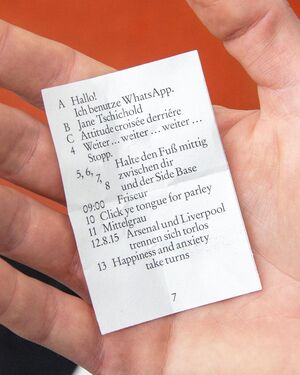 A Hallo!
Ich benutze WhatsApp.
B Jane Tschichold
C Attitude croisée derriére
4 Weiter ... weiter ... weiter ...
Stopp.
5, 6, 7, Halte den Fuß mittig
zwischen dir
8 und der Side Base
09:00 Friseur
10 Click ye tongue for parley
11 Mittelgrau
12.8.15 Arsenal und Liverpool
trennen sich torlos
13 Happiness and anxiety
take turns
7